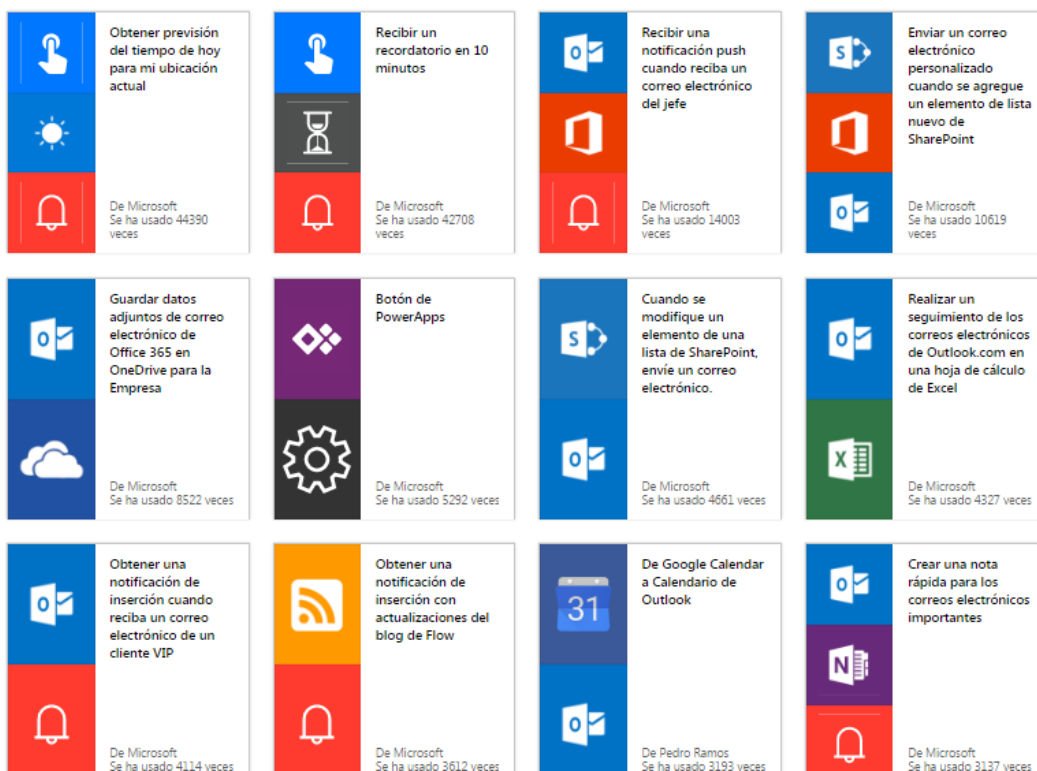 Obtener previsión
del tiempo de hoy
para mi ubicación
actual
De Microsoft
Se ha usado 44390
veces
Recibir un
recordatorio en 10
minutos
De Microsoft
Se ha usado 42708
veces
Recibir una
notificación push
cuando reciba un
correo electrónico
del jefe
De Microsoft
Se ha usado 14003
veces
Enviar un correo
electrónico
personalizado
cuando se agregue
un elemento de lista
nuevo de
SharePoint
De Microsoft
Se ha usado 10619
veces
Guardar datos
adjuntos de correo
electrónico de
Office 365 en
OneDrive para la
Empresa
De Microsoft
Se ha usado 8522 veces
Botón de
PowerApps
De Microsoft
Se ha usado 5292 veces
Cuando se
modifique un
elemento de una
lista de SharePoint,
envíe un correo
electrónico.
De Microsoft
Se ha usado 4661 veces
Realizar un
seguimiento de los
correos electrónicos
de Outlook.com en
una hoja de cálculo
de Excel
De Microsoft
Se ha usado 4327 veces
Obtener una
notificación de
inserción cuando
reciba un correo
electrónico de un
cliente VIP
De Microsoft
Se ha usado 4114 veces
Obtener una
notificación de
inserción con
actualizaciones del
blog de Flow
De Microsoft
Se ha usado 3612 veces
31
De Google Calendar
a Calendario de
Outlook
De Pedro Ramos
Se ha usado 3193 veces
Crear una nota
rápida para los
correos electrónicos
importantes
De Microsoft
Se ha usado 3137 veces